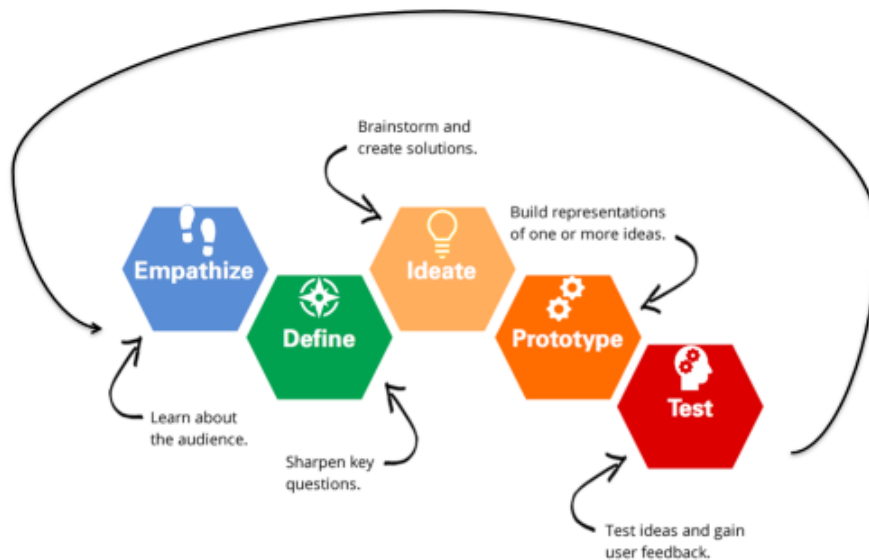 Brainstorm and
create solutions.
Build representations
of one or more ideas.
Empathize
Ideate
Define
Prototype
Test
Learn about
the audience.
Sharpen key
questions.
Test ideas and gain
user feedback.